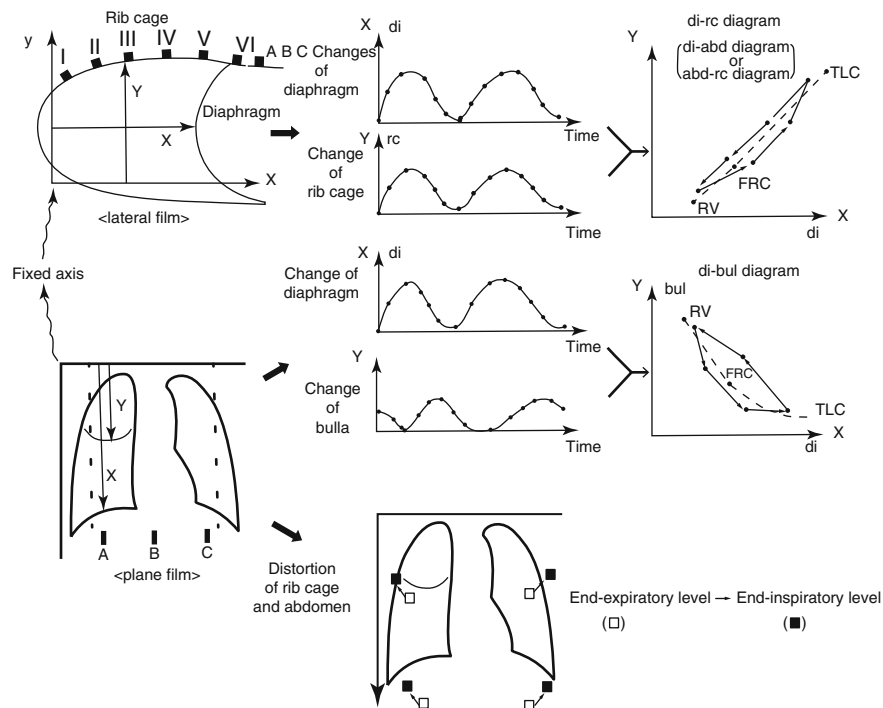 Rib cage
y
I II III IV V VI A B C
Y
Diaphragm
X
X
<lateral film>
Fixed axis
X di
Changes
of
diaphragm
Time
Y rc
Change
of
rib cage
Time
di-rc diagram
(di-abd diagram
or
abd-rc diagram)
Y
TLC
FRC
RV
X
di
X di
Change of
diaphragm
Time
Y
Change
of
bulla
Time
di-bul diagram
Y bul
RV
FRC
TLC
X
di
Y
X
A B C
<plane film>
Distortion
of rib cage
and abdomen
End-expiratory level → End-inspiratory level
(□) (■)